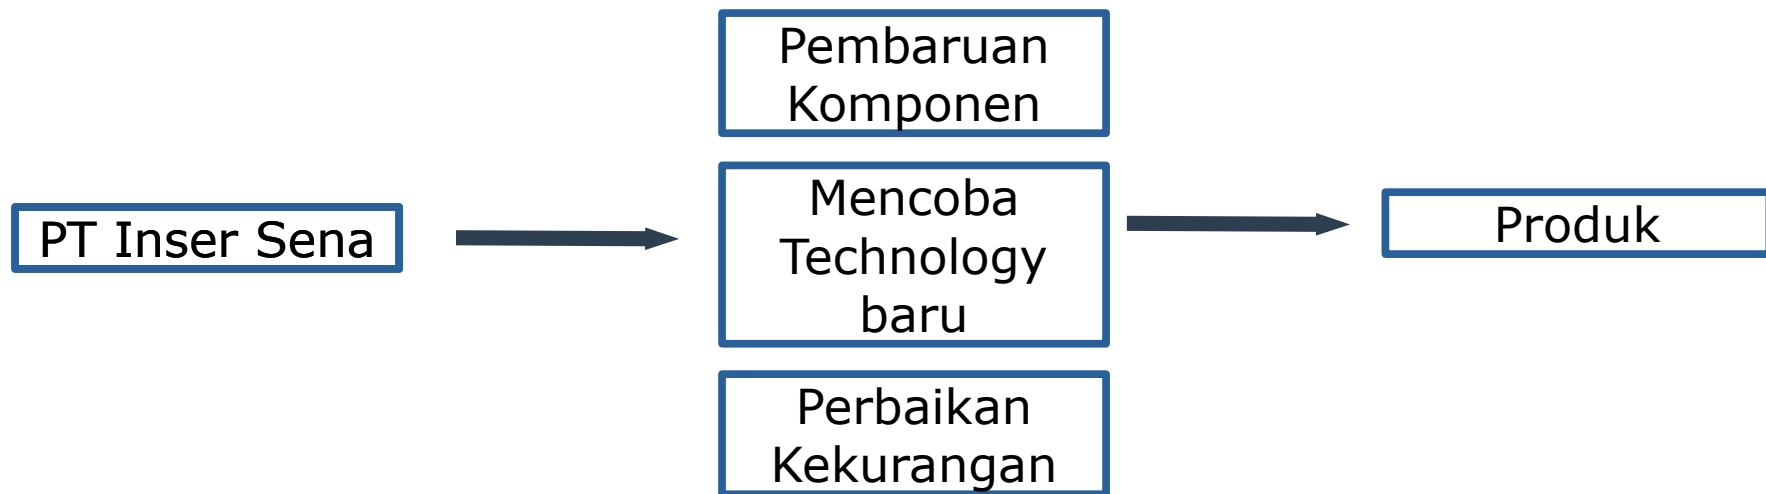 PT Inser Sena
Pembaruan
Komponen
Mencoba
Technology
baru
Perbaikan
Kekurangan
Produk